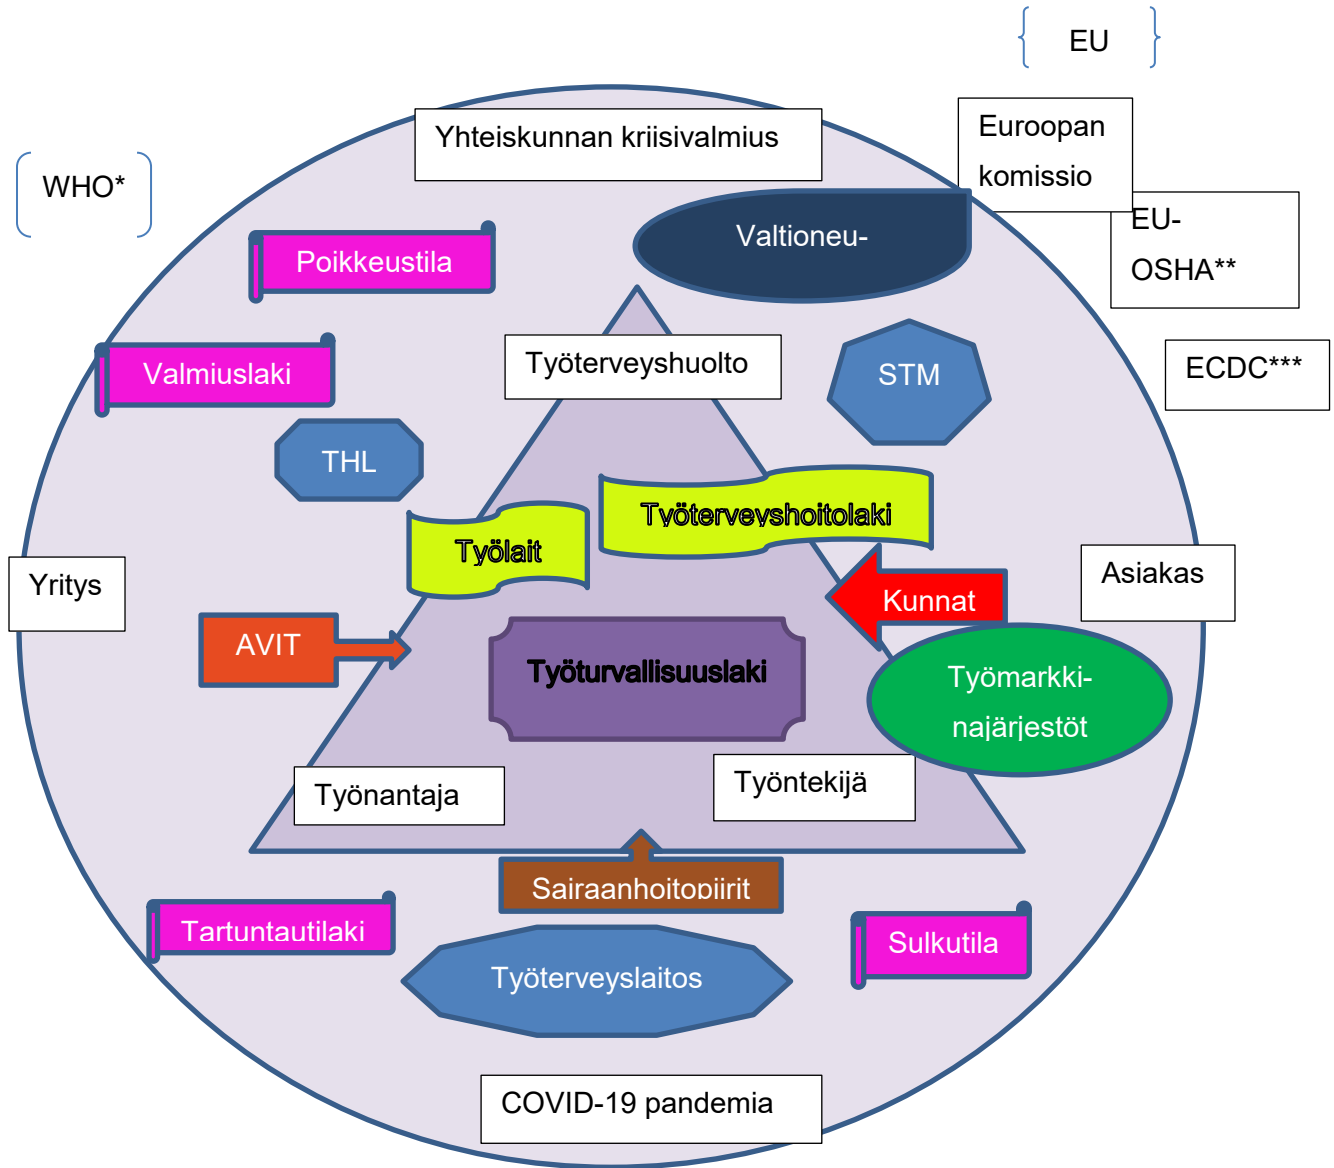 EU
Yhteiskunnan kriisivalmius
Euroopan
komissio
WHO*
EU-
OSHA**
Valtioneu-
Poikkeustila
Työterveyshuolto
STM
ECDC***
Valmiuslaki
THL
Työterveyshoitolaki
Työlait
Yritys
Asiakas
Kunnat
AVIT
Työturvallisuuslaki
Työmarkki-
najärjestöt
Työnantaja
Työntekijä
Sairaanhoitopiirit
Tartuntautilaki
Sulkutila
Työterveyslaitos
COVID-19 pandemia